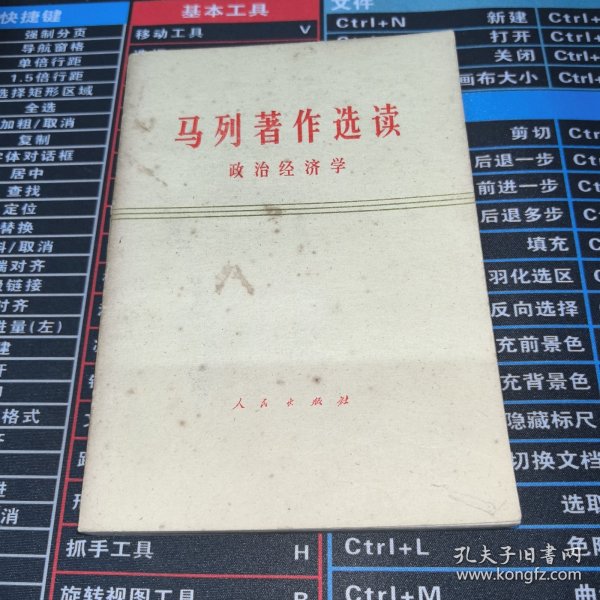 快捷键
强制分页
导航窗格
单倍行距
1.5倍行距
选择矩形区域
全选
加粗/取消
复制
字体对话框
居中
查找
定位
替换
对齐
链接
对齐
进量(左)
格式
进
消
基本工具
移动工具 V
马列著作选读
政治经济学
人民出版社
抓手工具 H
旋转视图工具 R
文件
Ctrl+N 新建 Ctrl+
打开 Ctrl+
关闭 Ctrl+
画布大小 Ctrl+
剪切
后退一步
前进一步
后退多步
填充
羽化选区
反向选择
充前景色
充背景色
隐藏标尺
切换文档
选取
Ctrl+L
Ctrl+M
孔夫子旧书网
www.kongfz.com